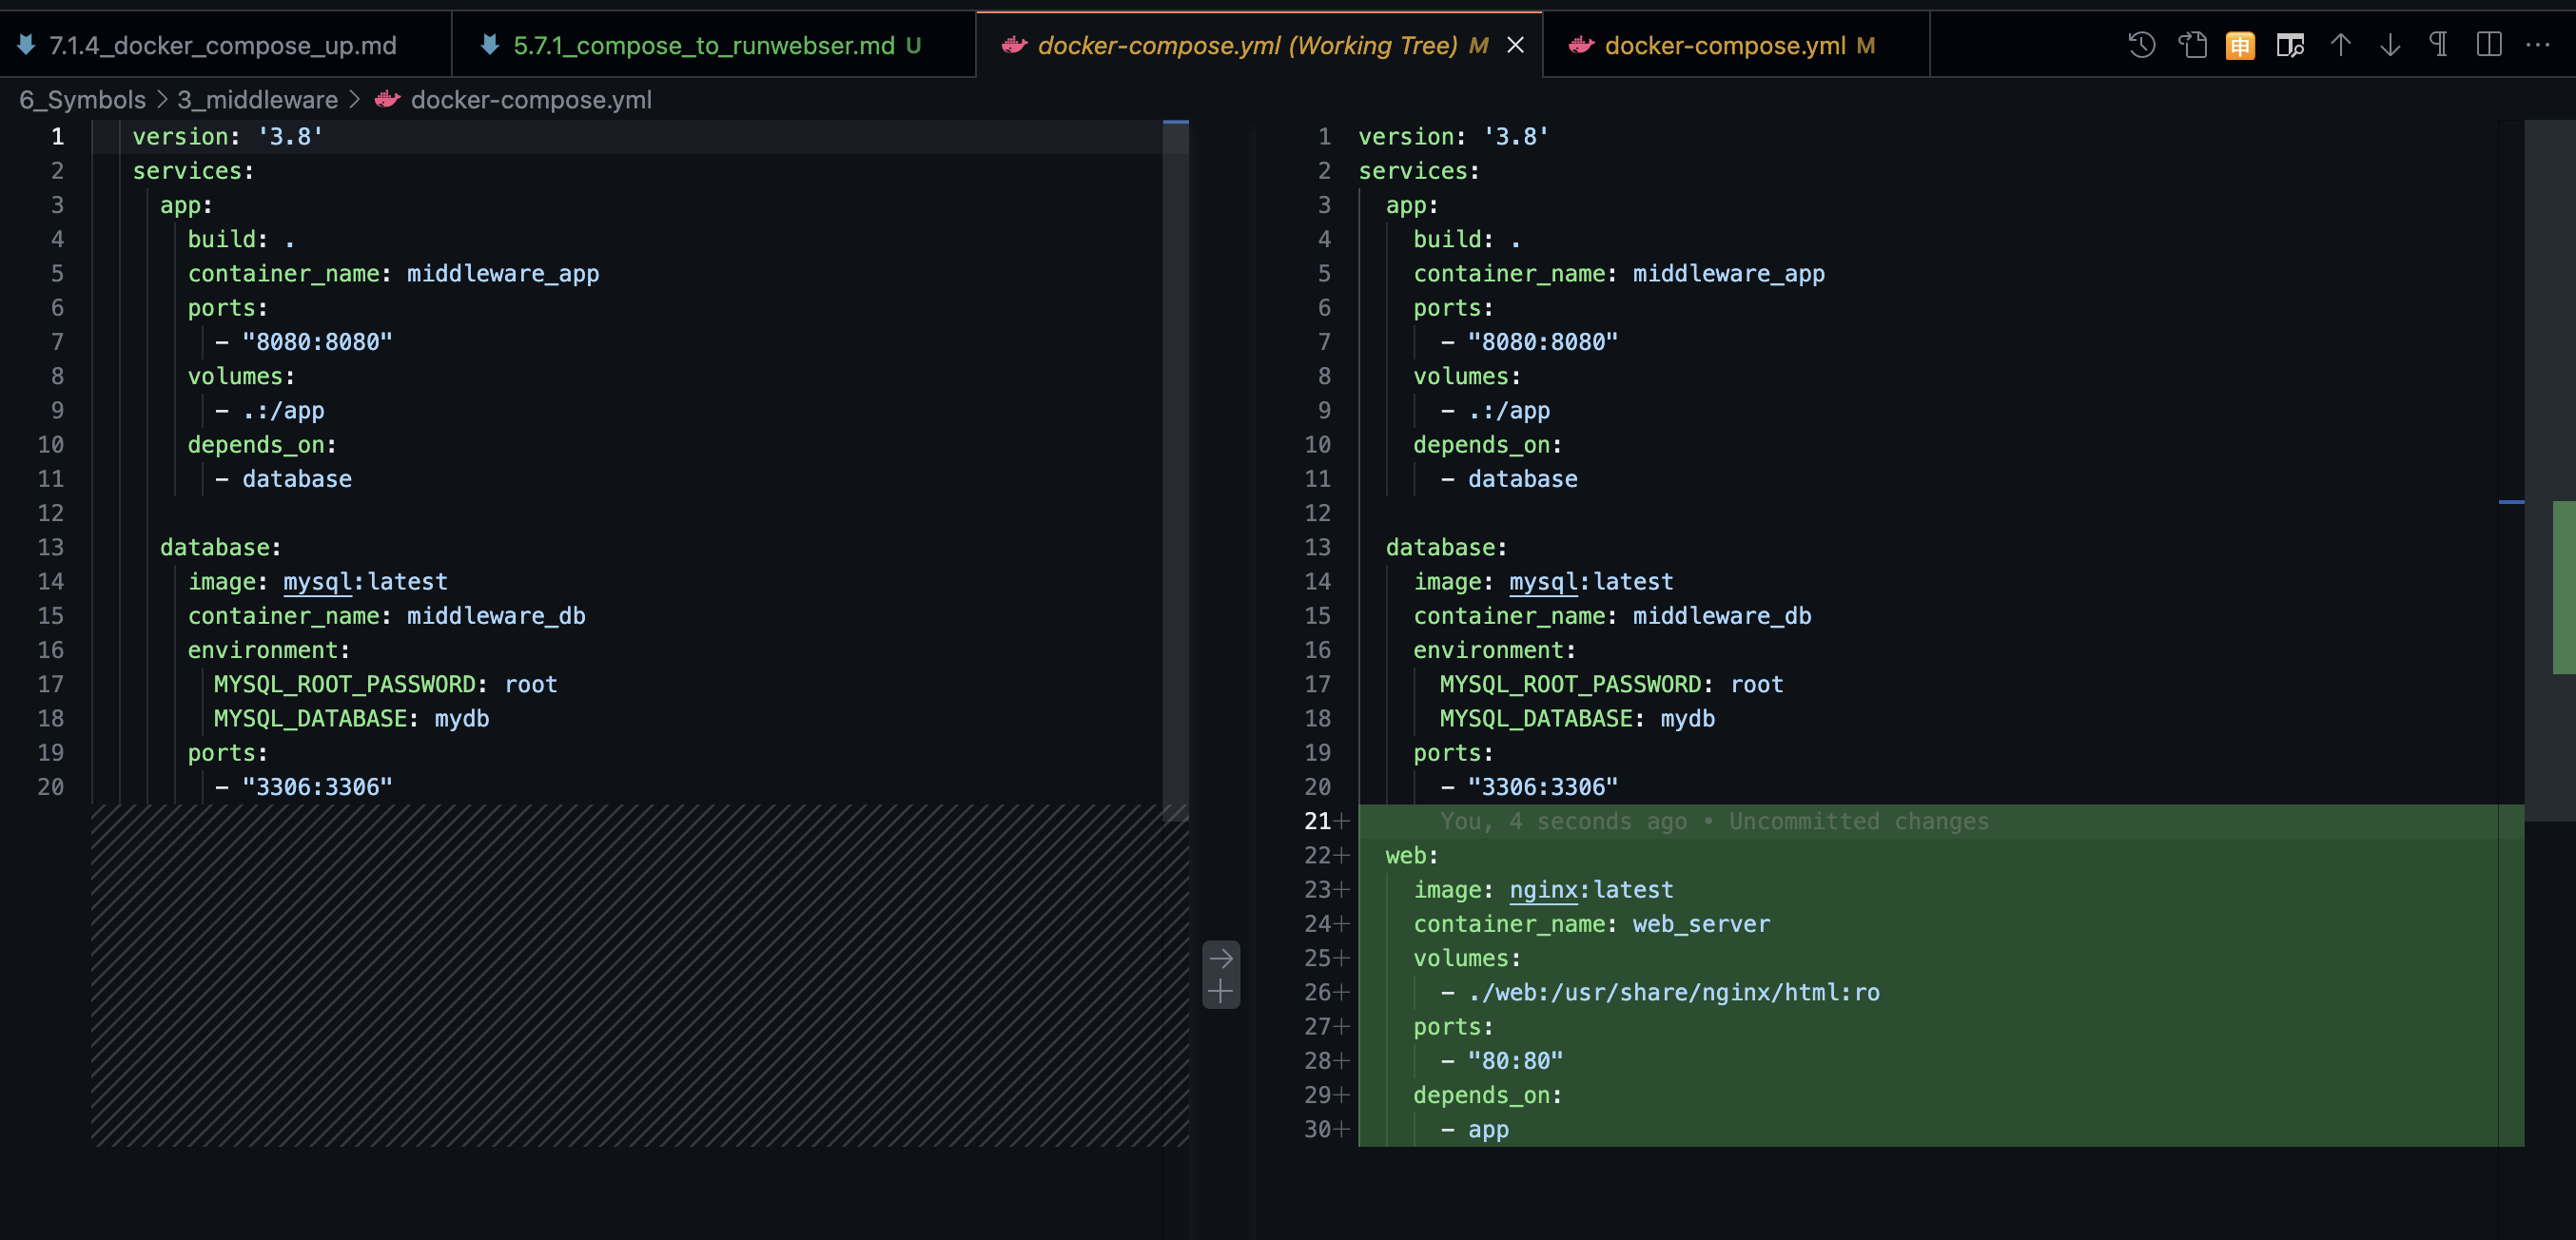 7.1.4_docker_compose_up.md
5.7.1_compose_to_runwebser.md U
docker-compose.yml (Working Tree) M
docker-compose.yml M
6_Symbols > 3_middleware > docker-compose.yml
1 version: '3.8'
2 services:
3 app:
4 build: .
5 container_name: middleware_app
6 ports:
7 - "8080:8080"
8 volumes:
9 - .:/app
10 depends_on:
11 - database
12
13 database:
14 image: mysql:latest
15 container_name: middleware_db
16 environment:
17 MYSQL_ROOT_PASSWORD: root
18 MYSQL_DATABASE: mydb
19 ports:
20 - "3306:3306"
1 version: '3.8'
2 services:
3 app:
4 build: .
5 container_name: middleware_app
6 ports:
7 - "8080:8080"
8 volumes:
9 - .:/app
10 depends_on:
11 - database
12
13 database:
14 image: mysql:latest
15 container_name: middleware_db
16 environment:
17 MYSQL_ROOT_PASSWORD: root
18 MYSQL_DATABASE: mydb
19 ports:
20 - "3306:3306"
21+ You, 4 seconds ago • Uncommitted changes
22+ web:
23+ image: nginx:latest
24+ container_name: web_server
25+ volumes:
26+ - ./web:/usr/share/nginx/html:ro
27+ ports:
28+ - "80:80"
29+ depends_on:
30+ - app